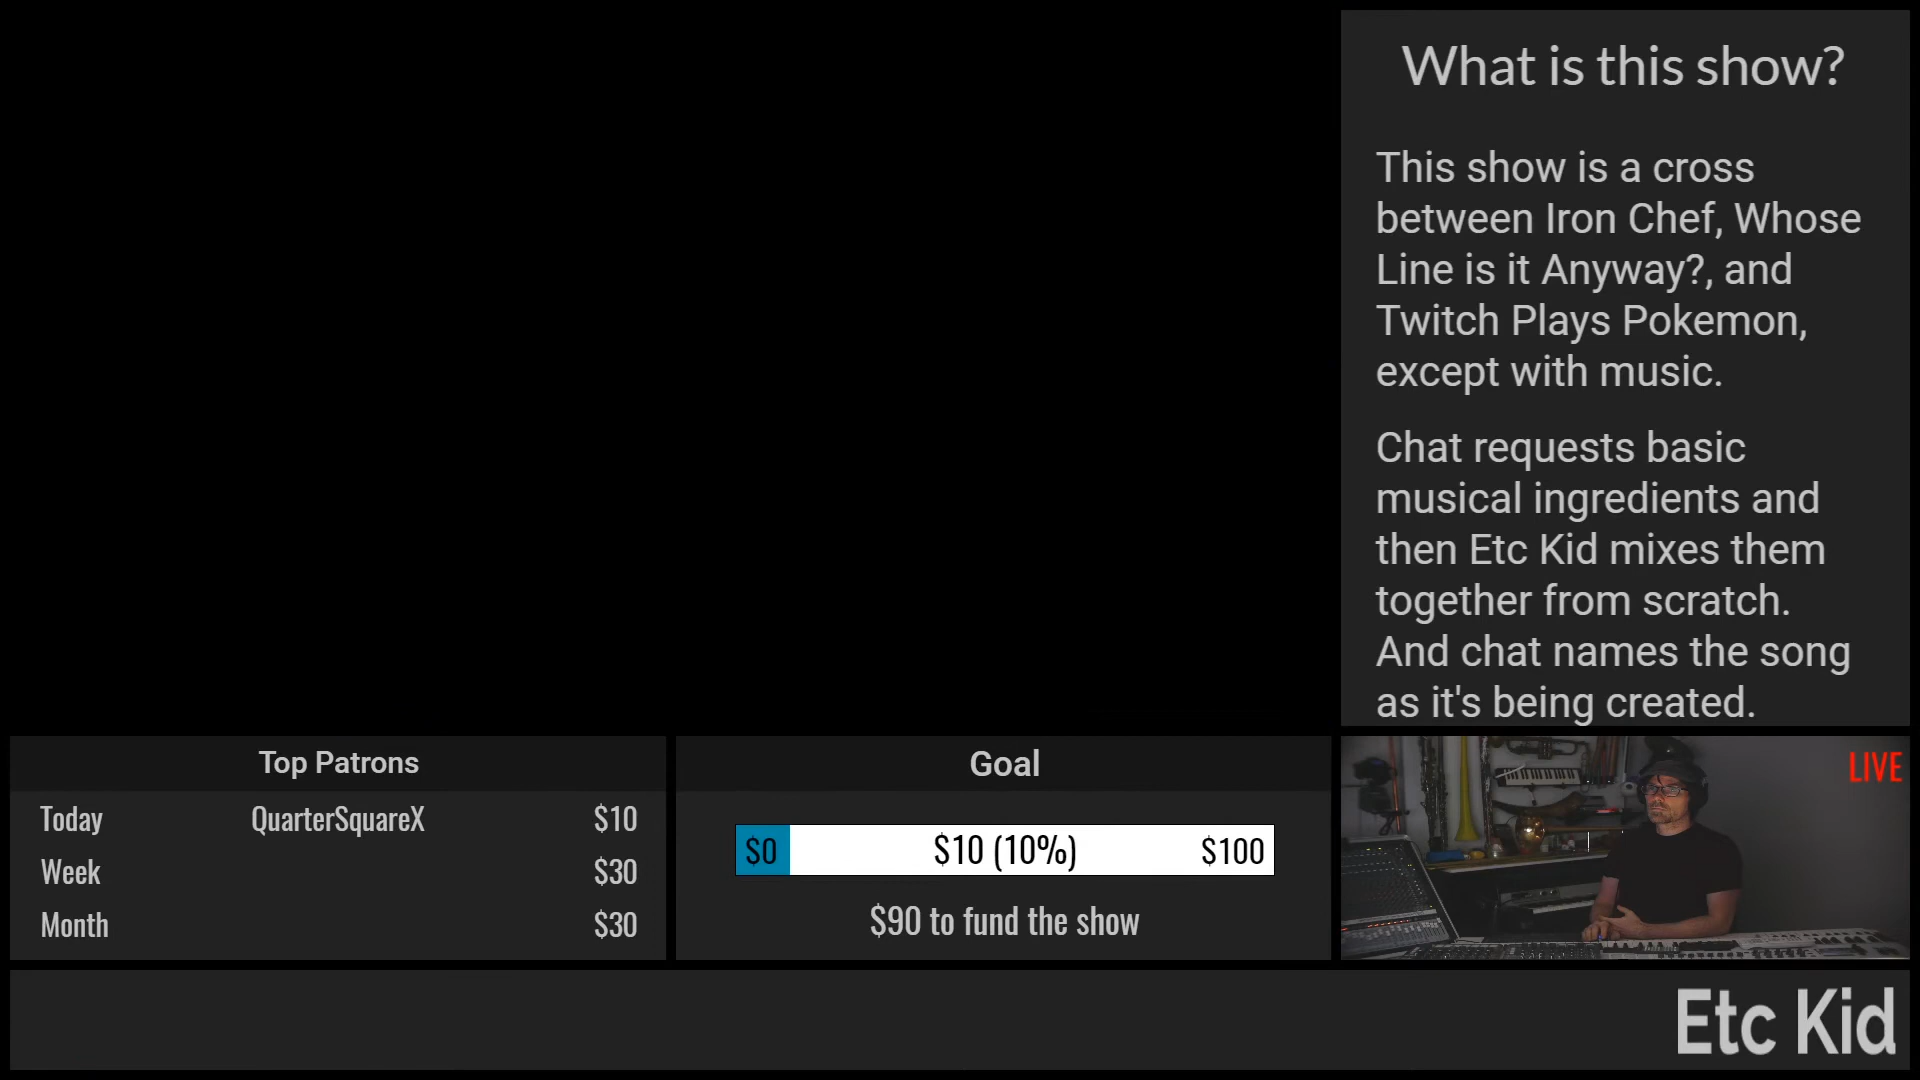 What is this show?
This show is a cross
between Iron Chef, Whose
Line is it Anyway?, and
Twitch Plays Pokemon,
except with music.
Chat requests basic
musical ingredients and
then Etc Kid mixes them
together from scratch.
And chat names the song
as it's being created.
Top Patrons
Today QuarterSquareX $10
Week $30
Month $30
Goal
$0 $10 (10%) $100
$90 to fund the show
LIVE
Etc Kid